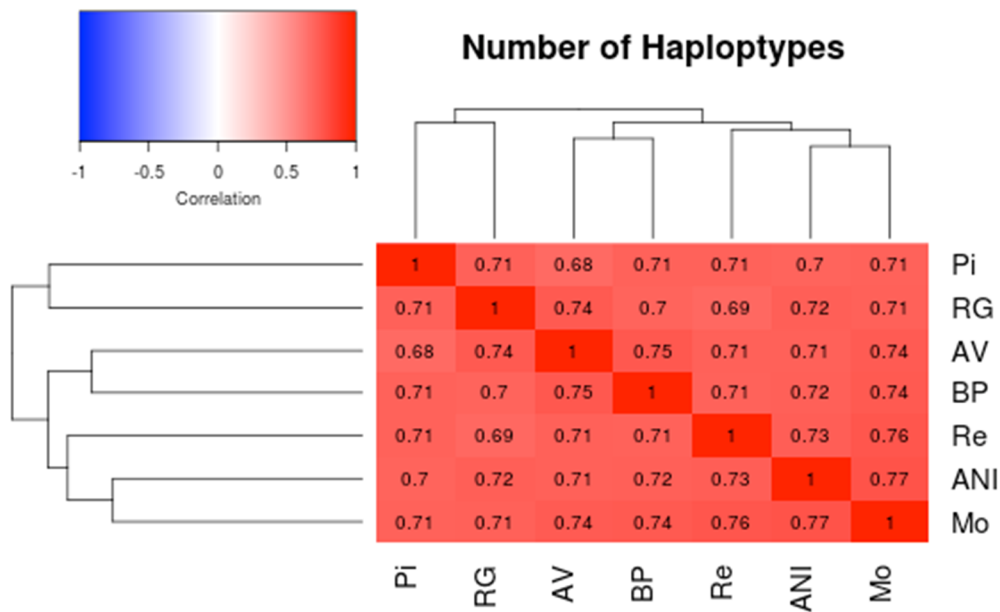 Number of Haploptypes
-1 -0.5 0 0.5 1
Correlation
1 0.71 0.68 0.71 0.71 0.7 0.71 Pi
0.71 1 0.74 0.7 0.69 0.72 0.71 RG
0.68 0.74 1 0.75 0.71 0.71 0.74 AV
0.71 0.7 0.75 1 0.71 0.72 0.74 BP
0.71 0.69 0.71 0.71 1 0.73 0.76 Re
0.7 0.72 0.71 0.72 0.73 1 0.77 ANI
0.71 0.71 0.74 0.74 0.76 0.77 1 Mo
Pi RG AV BP Re ANI Mo